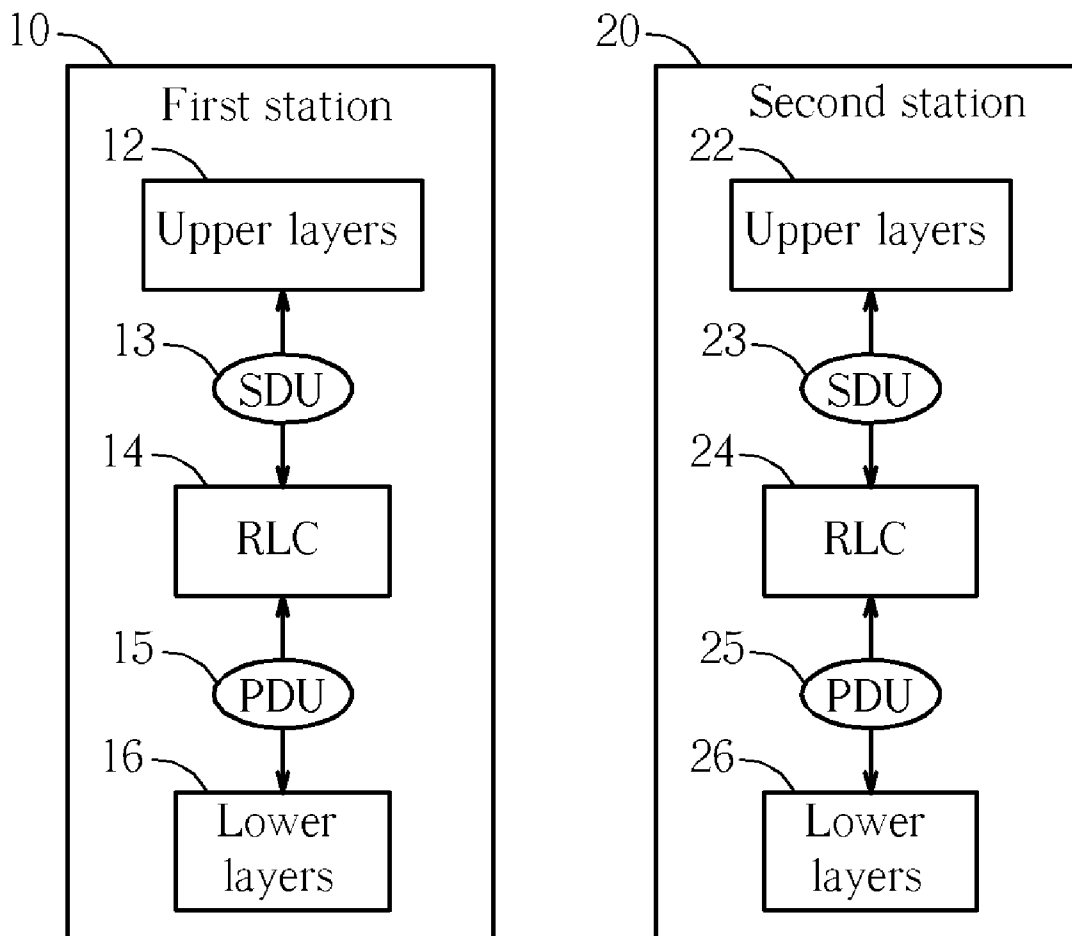 10
First station
12
Upper layers
13
SDU
14
RLC
15
PDU
16
Lower
layers
20
Second station
22
Upper layers
23
SDU
24
RLC
25
PDU
26
Lower
layers